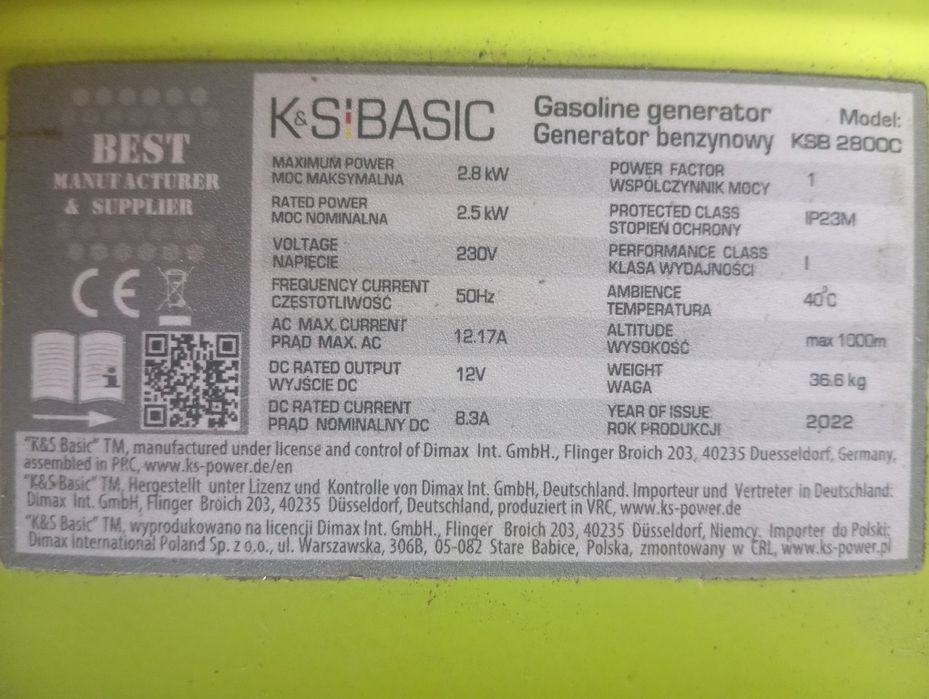 BEST
MANUFACTURER
& SUPPLIER
CE
K&S BASIC
Gasoline generator
Generator benzynowy
Model:
KSB 2800C
MAXIMUM POWER
MOC MAKSYMALNA
2.8 kW
RATED POWER
MOC NOMINALNA
2.5 kW
VOLTAGE
NAPIĘCIE
230V
FREQUENCY CURRENT
CZĘSTOTLIWOŚĆ
50Hz
AC MAX. CURRENT
PRĄD MAX. AC
12.17A
DC RATED OUTPUT
WYJŚCIE DC
12V
DC RATED CURRENT
PRĄD NOMINALNY DC
8.3A
POWER FACTOR
WSPÓLCZYNNIK MOCY
1
PROTECTED CLASS
STOPIEŃ OCHRONY
IP23M
PERFORMANCE CLASS
KLASA WYDAJNOŚCI
I
AMBIENCE
TEMPERATURA
40°C
ALTITUDE
WYSOKOŚĆ
max 1000m
WEIGHT
WAGA
36.6 kg
YEAR OF ISSUE
ROK PRODUKCJI
2022
"K&S Basic" TM, manufactured under license and control of Dimax Int. GmbH., Flinger Broich 203, 40235 Duesseldorf, Germany,
assembled in PRC, www.ks-power.de/en
"K&S Basic" TM, Hergestellt unter Lizenz und Kontrolle von Dimax Int. GmbH, Deutschland. Importeur und Vertreter in Deutschland:
Dimax Int. GmbH, Flinger Broich 203, 40235 Düsseldorf, Deutschland, produziert in VRC, www.ks-power.de
"K&S Basic" TM, wyprodukowano na licencji Dimax Int. GmbH., Flinger Broich 203, 40235 Düsseldorf, Niemcy. Importer do Polski:
Dimax International Poland Sp. z o,o., ul. Warszawska, 306B, 05-082 Stare Babice, Polska, zmontowany w CRL, www.ks-power.pl